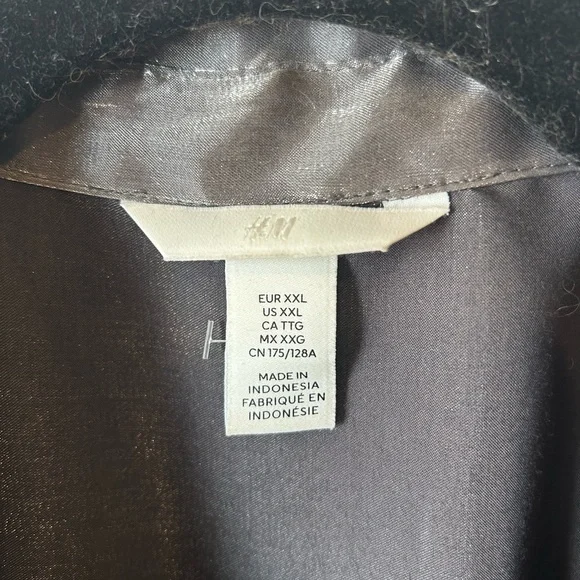 H&M
EUR XXL
US XXL
CA TTG
MX XXG
CN 175/128A
MADE IN
INDONESIA
FABRIQUÉ EN
INDONÉSIE